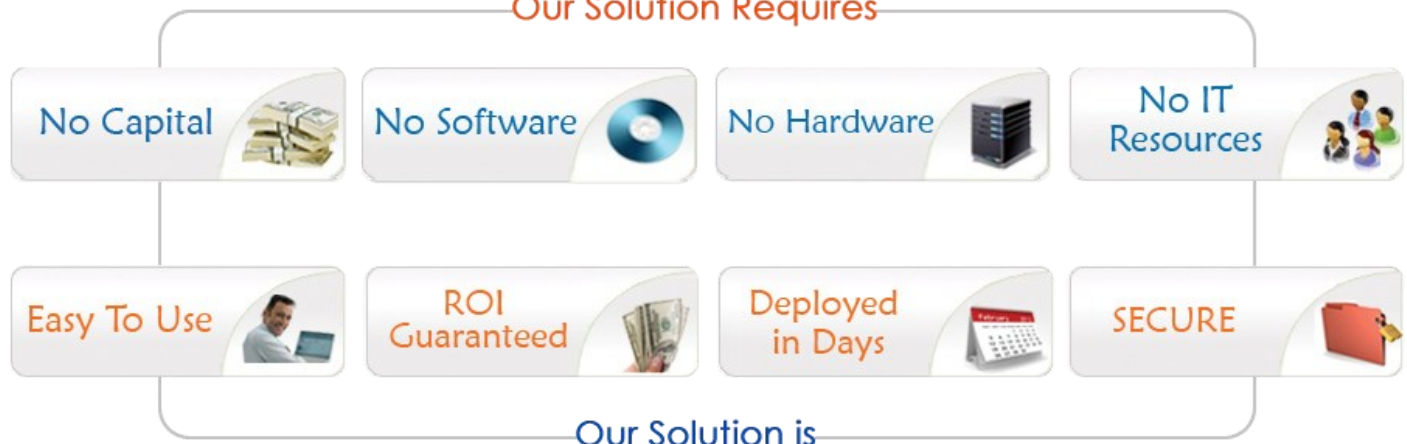 Our Solution Requires
No Capital
No Software
No Hardware
No IT
Resources
Easy To Use
ROI
Guaranteed
Deployed
in Days
SECURE
February
Our Solution is